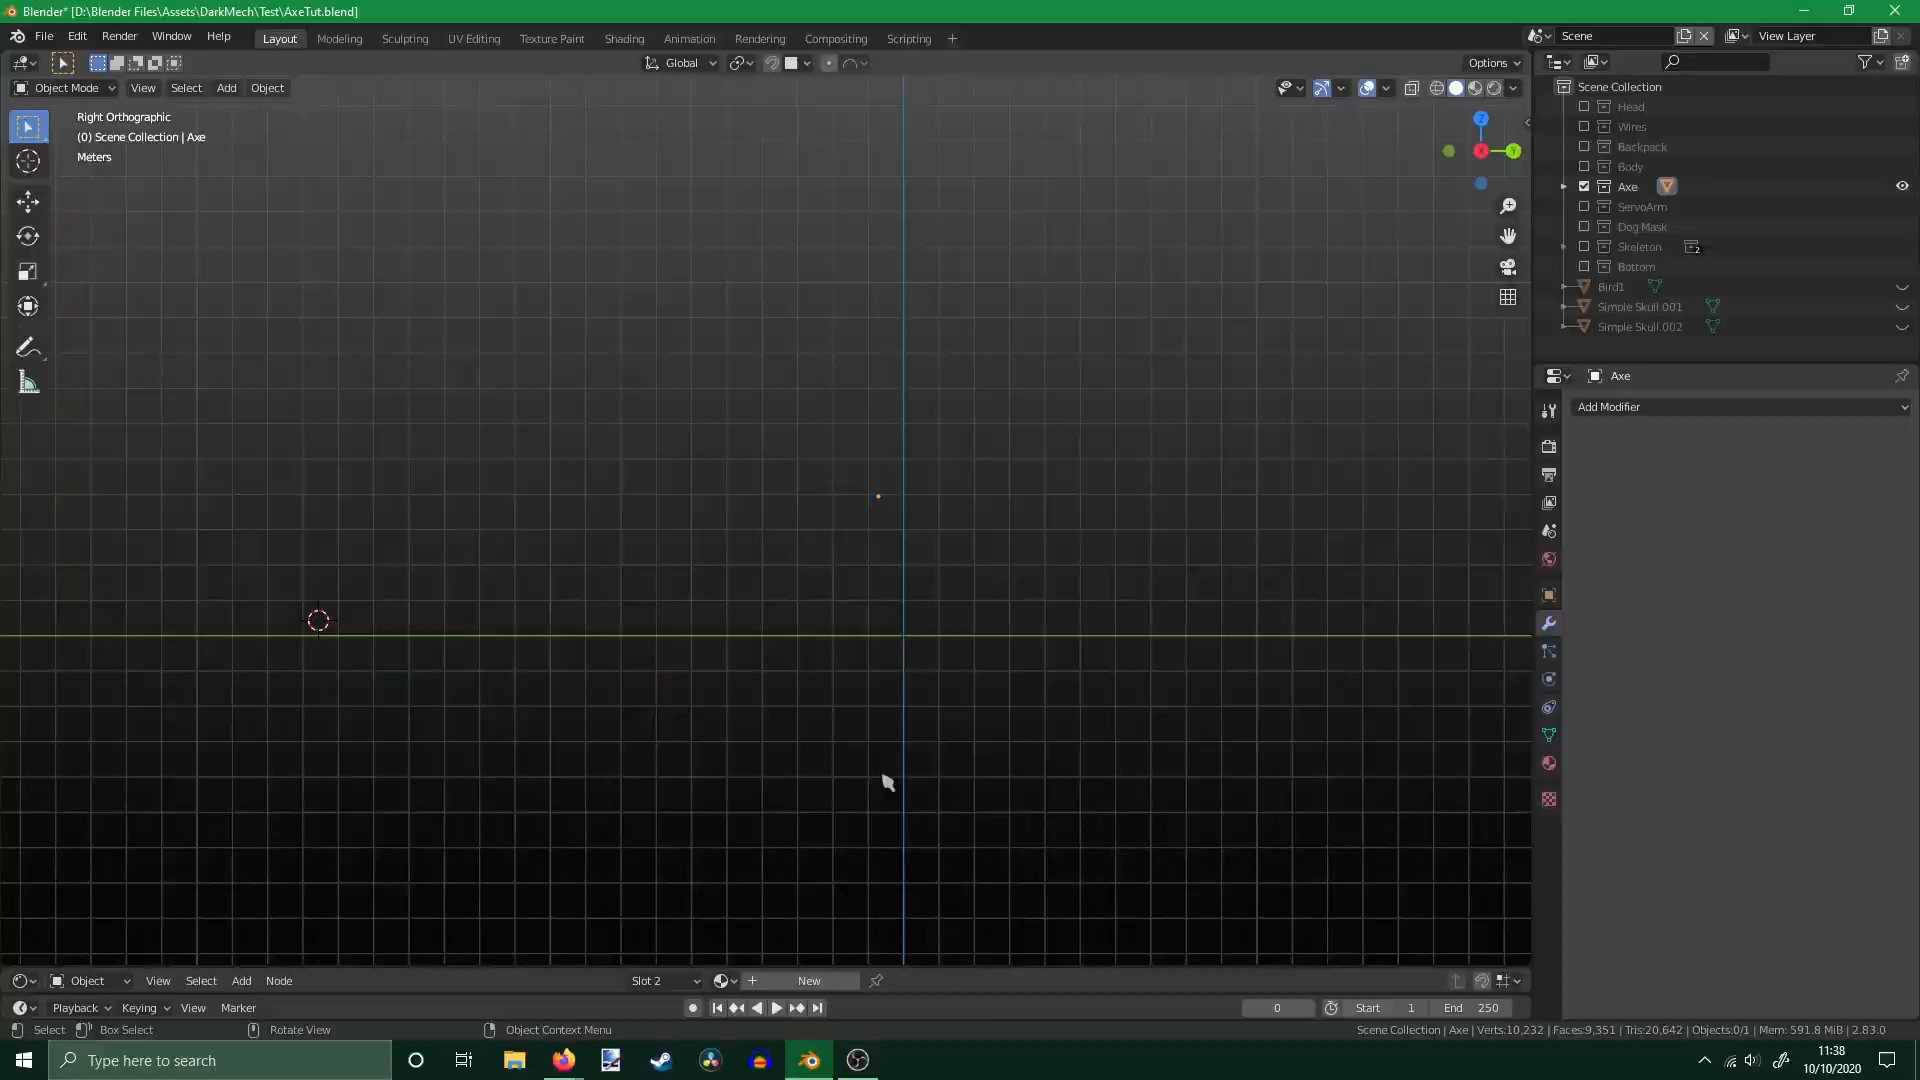 Blender* [D:\Blender Files\Assets\DarkMech\Test\AxeTut.blend]
File Edit Render Window Help Layout Modeling Sculpting UV Editing Texture Paint Shading Animation Rendering Compositing Scripting + Scene View Layer
Global Options
Object Mode View Select Add Object
Right Orthographic
(0) Scene Collection | Axe
Meters
Z
X
Y
Scene Collection
Head
Wires
Backpack
Body
Axe
ServoArm
Dog Mask
Skeleton 2
Bottom
Bird1
Simple Skull.001
Simple Skull.002
Axe
Add Modifier
Object View Select Add Node Slot 2 New
Playback Keying View Marker 0 Start 1 End 250
Select Box Select Rotate View Object Context Menu Scene Collection | Axe | Verts:10,232 | Faces:9,351 | Tris:20,642 | Objects:0/1 | Mem: 591.8 MiB | 2.83.0
Type here to search
11:38
10/10/2020